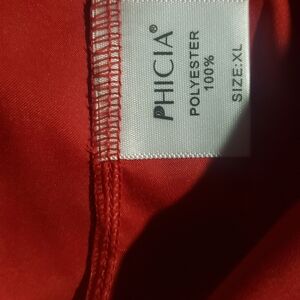 PHICIA®
POLYESTER
100%
SIZE:XL